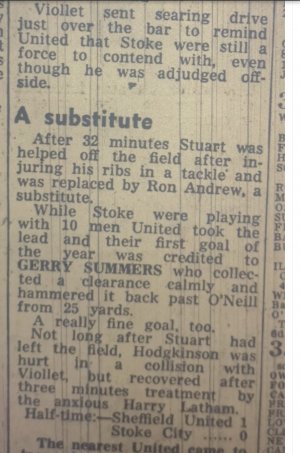 Viollet sent searing drive
just over the bar to remind
United that Stoke were still a
force to contend with, even
though he was adjudged off-
side.
A substitute
After 32 minutes Stuart was
helped off the field after in-
juring his ribs in a tackle and
was replaced by Ron Andrew, a
substitute.
While Stoke were playing
with 10 men United took the
lead and their first goal of
the year was credited to
GERRY SUMMERS who collec-
ted a clearance calmly and
hammered it back past O'Neill
from 25 yards.
A really fine goal, too.
Not long after Stuart had
left the field, Hodgkinson was
hurt in a collision with
Viollet, but recovered after
three minutes treatment by
the anxious Harry Latham.
Half-time:—Sheffield United 1
Stoke City ...... 0
The nearest United came to